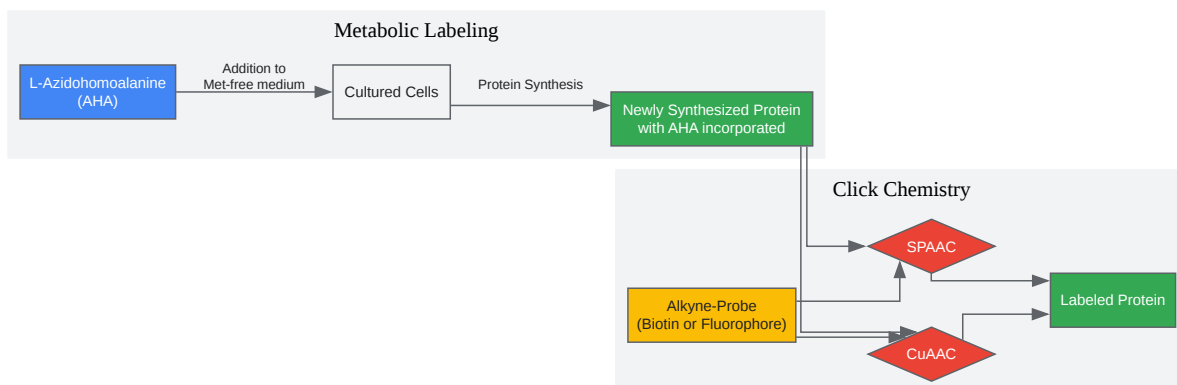 Metabolic Labeling
L-Azidohomoalanine
(AHA)
Addition to
Met-free medium
Cultured Cells
Protein Synthesis
Newly Synthesized Protein
with AHA incorporated
Click Chemistry
SPAAC
Alkyne-Probe
(Biotin or Fluorophore)
Labeled Protein
CuAAC